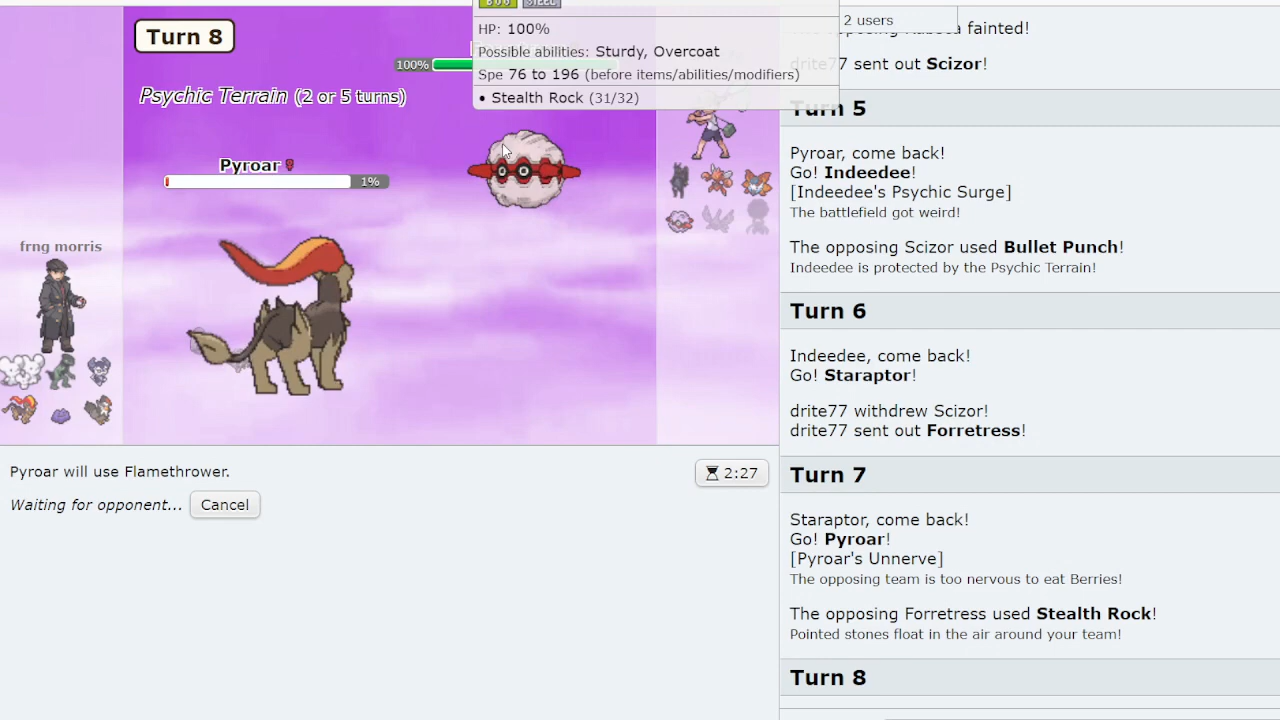 Turn 8
Psychic Terrain (2 or 5 turns)
100%
BUG STEEL
HP: 100%
Possible abilities: Sturdy, Overcoat
Spe 76 to 196 (before items/abilities/modifiers)
• Stealth Rock (31/32)
2 users
Pyroar
1%
frng morris
Pyroar will use Flamethrower.
2:27
Waiting for opponent... Cancel
fainted!
drite77 sent out Scizor!
Turn 5
Pyroar, come back!
Go! Indeedee!
[Indeedee's Psychic Surge]
The battlefield got weird!
The opposing Scizor used Bullet Punch!
Indeedee is protected by the Psychic Terrain!
Turn 6
Indeedee, come back!
Go! Staraptor!
drite77 withdrew Scizor!
drite77 sent out Forretress!
Turn 7
Staraptor, come back!
Go! Pyroar!
[Pyroar's Unnerve]
The opposing team is too nervous to eat Berries!
The opposing Forretress used Stealth Rock!
Pointed stones float in the air around your team!
Turn 8